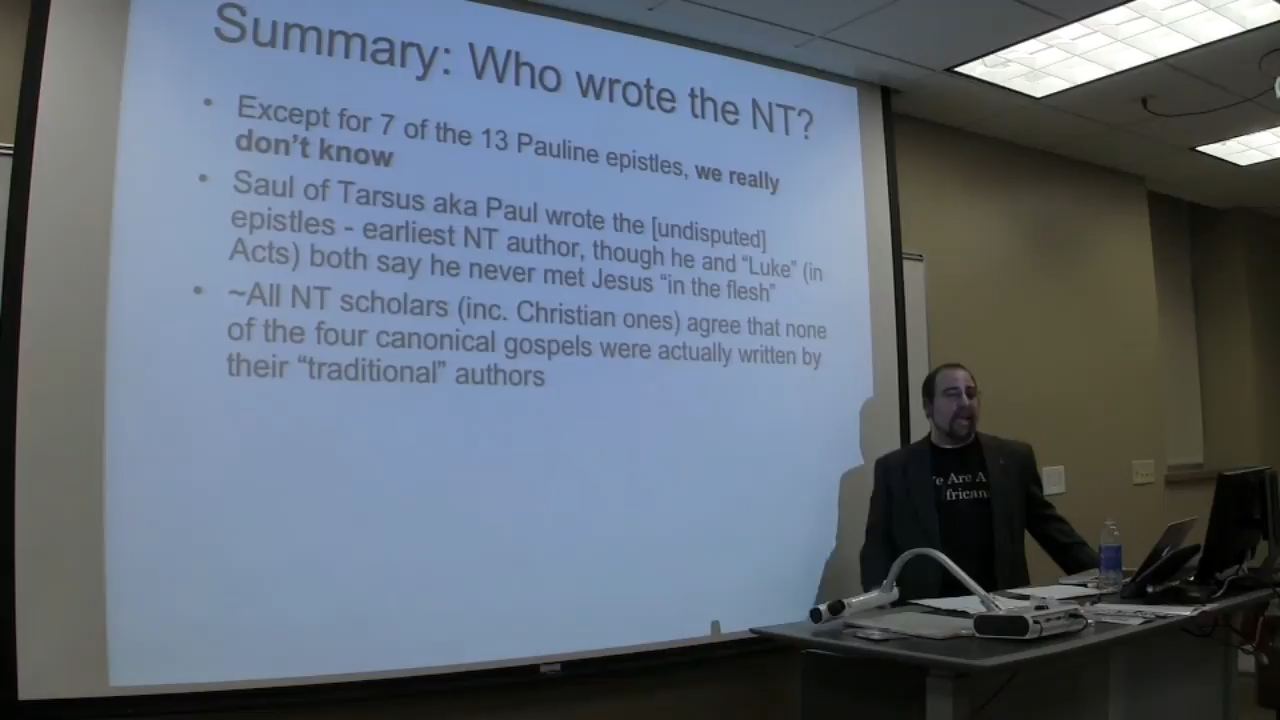 Summary: Who wrote the NT?
• Except for 7 of the 13 Pauline epistles, we really
don't know
• Saul of Tarsus aka Paul wrote the [undisputed]
epistles - earliest NT author, though he and “Luke” (in
Acts) both say he never met Jesus “in the flesh”
• ~All NT scholars (inc. Christian ones) agree that none
of the four canonical gospels were actually written by
their “traditional” authors
e Are A
frican